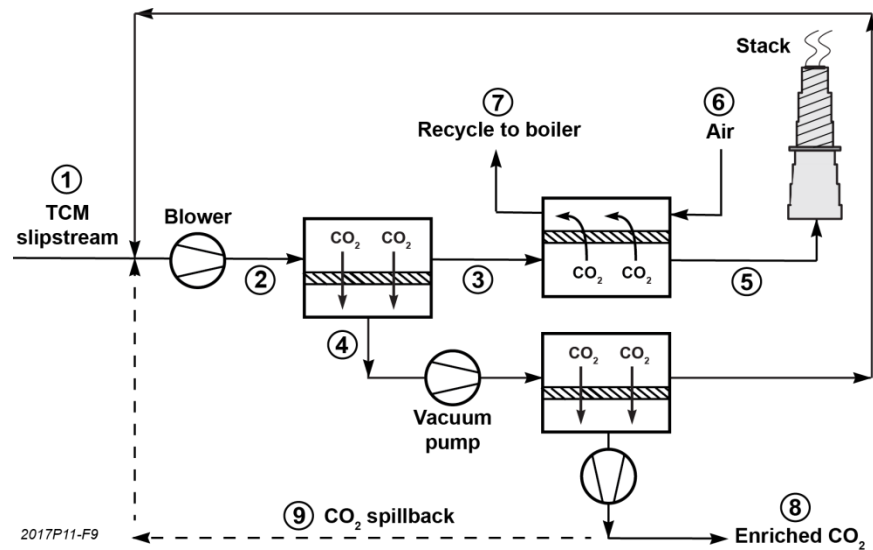 Stack
⑦
Recycle to boiler
⑥
Air
①
TCM
slipstream
Blower
CO₂ CO₂
②
③
CO₂ CO₂
⑤
④
CO₂ CO₂
Vacuum
pump
⑨ CO₂ spillback
⑧
Enriched CO₂
2017P11-F9